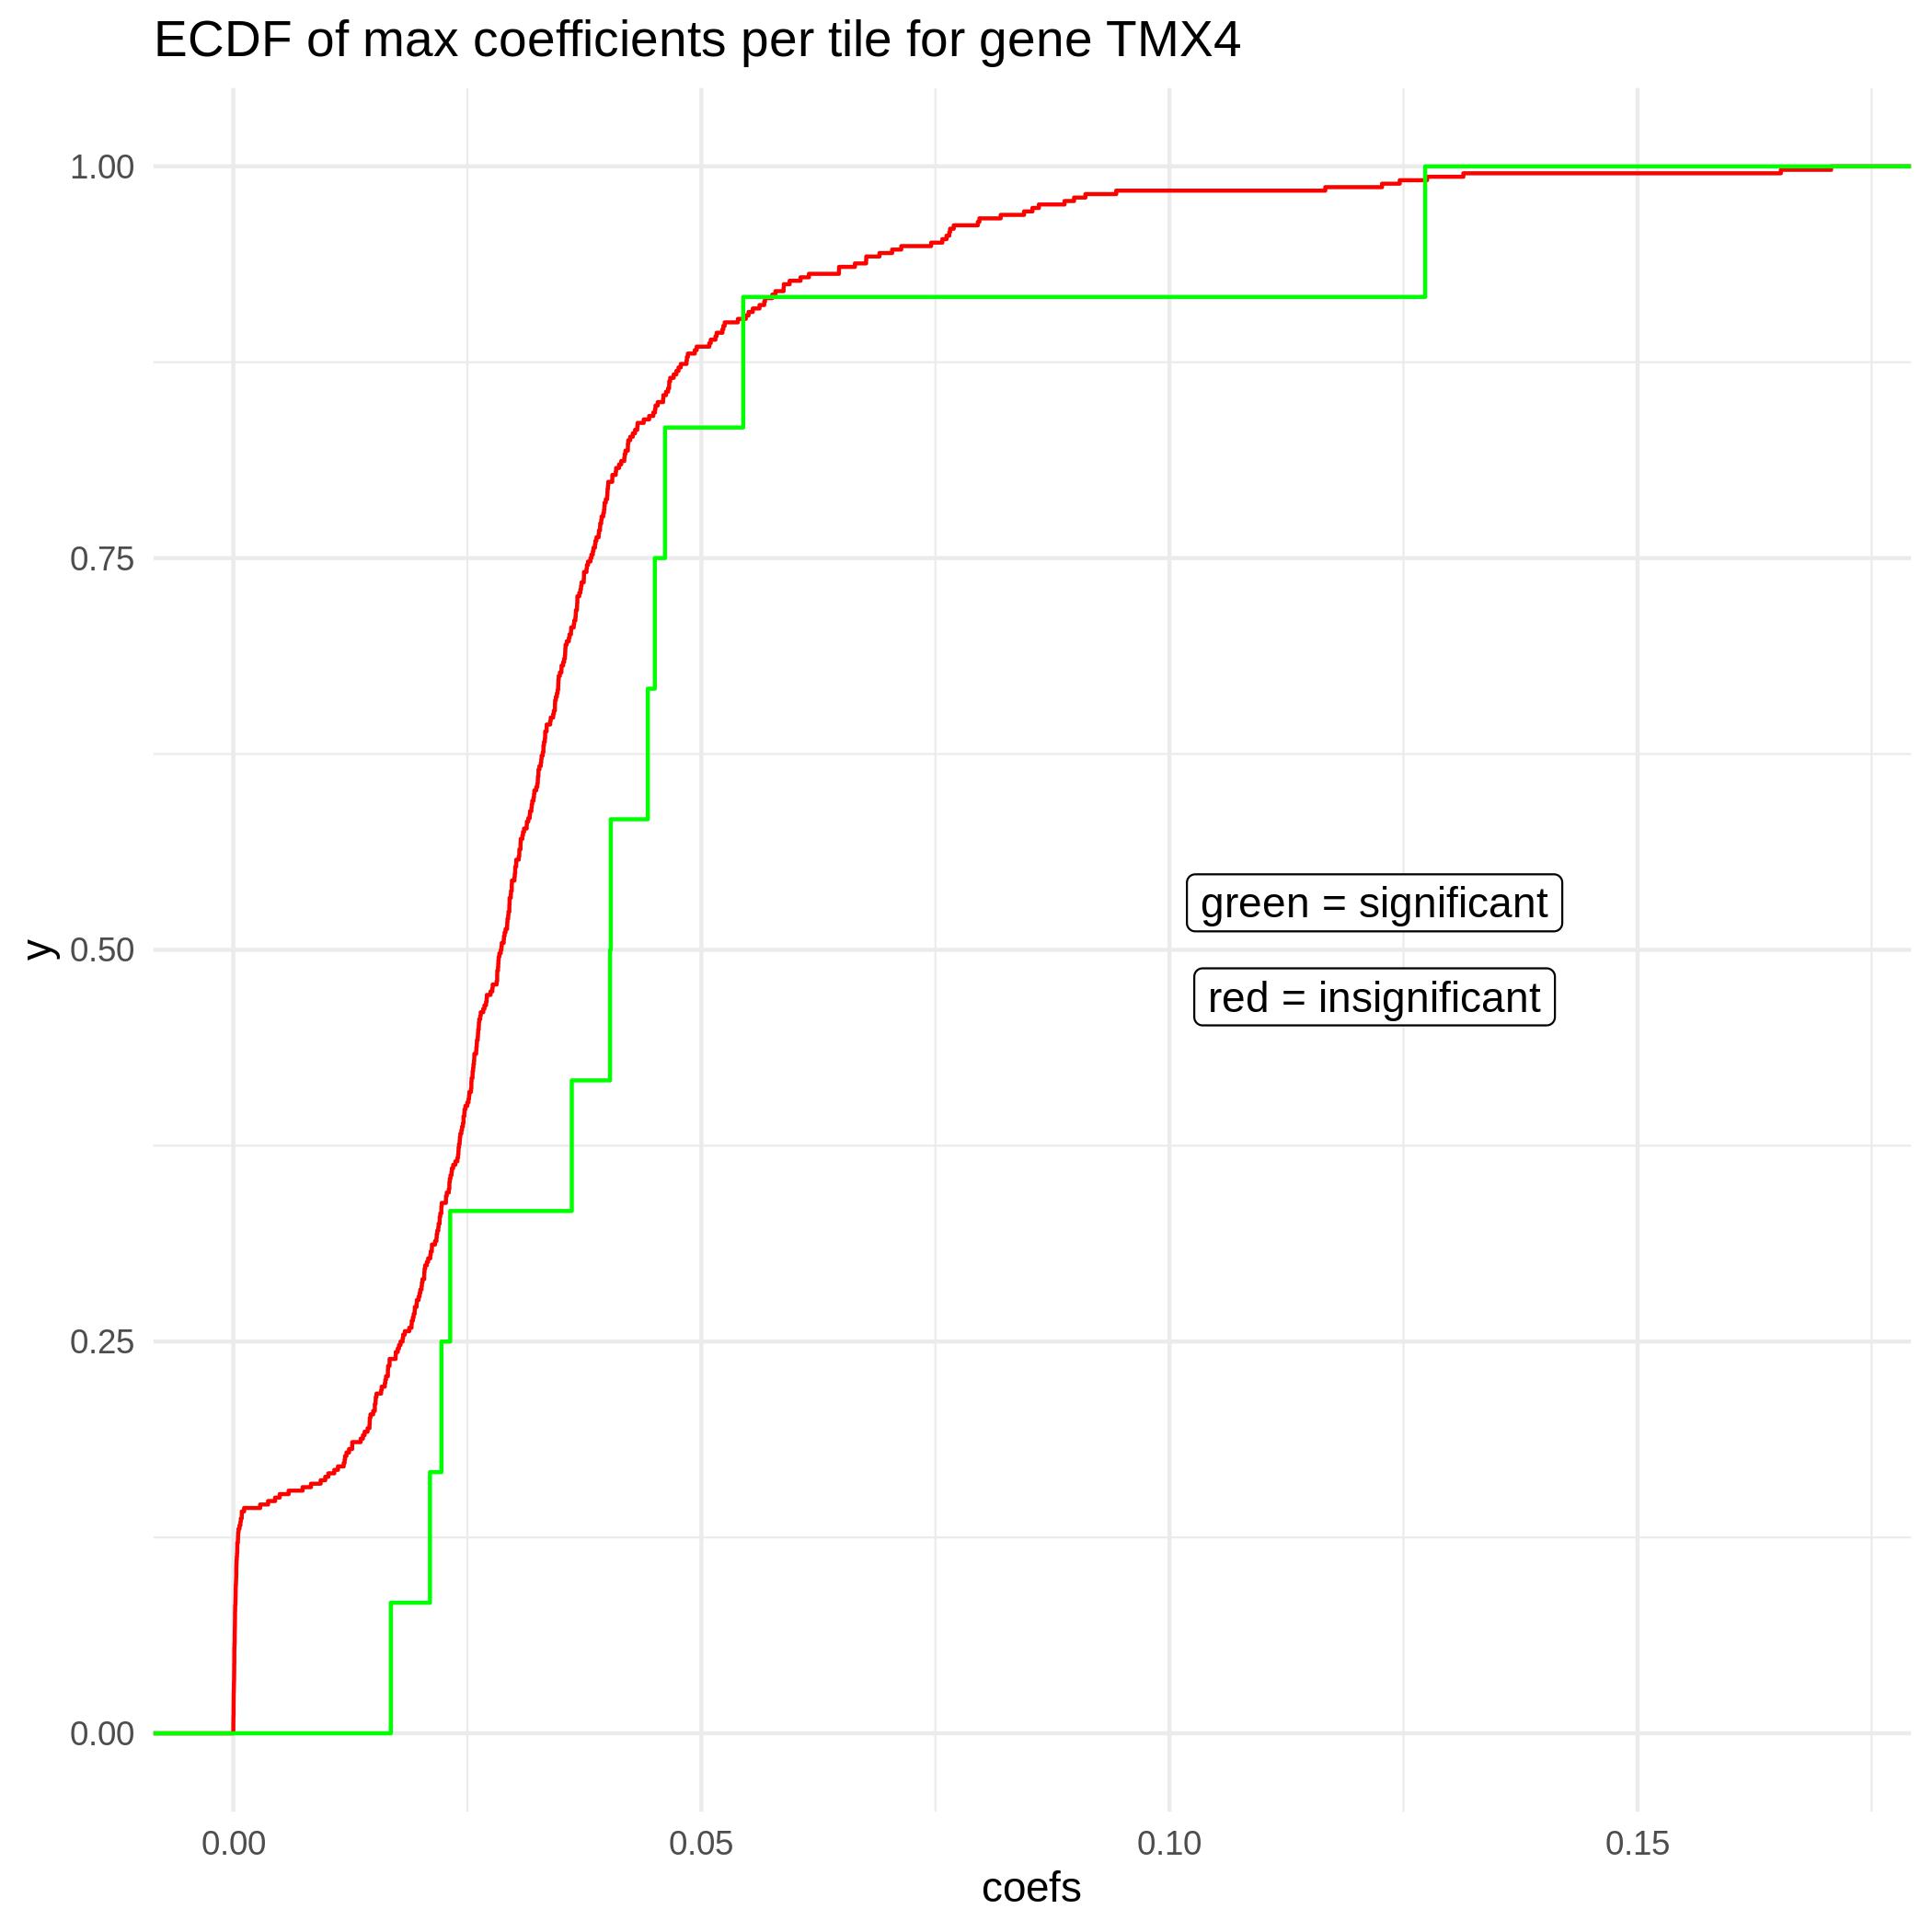 ECDF of max coefficients per tile for gene TMX4
1.00
0.75
0.50
0.25
0.00
y
green = significant
red = insignificant
0.00 0.05 0.10 0.15
coefs